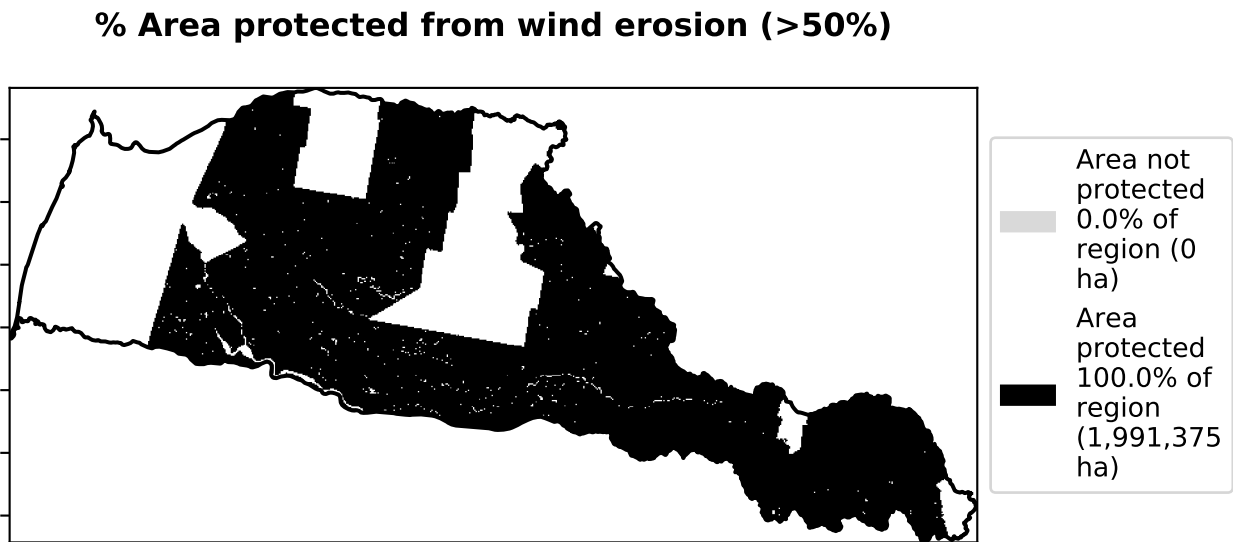 % Area protected from wind erosion (>50%)
Area not
protected
0.0% of
region (0
ha)
Area
protected
100.0% of
region
(1,991,375
ha)